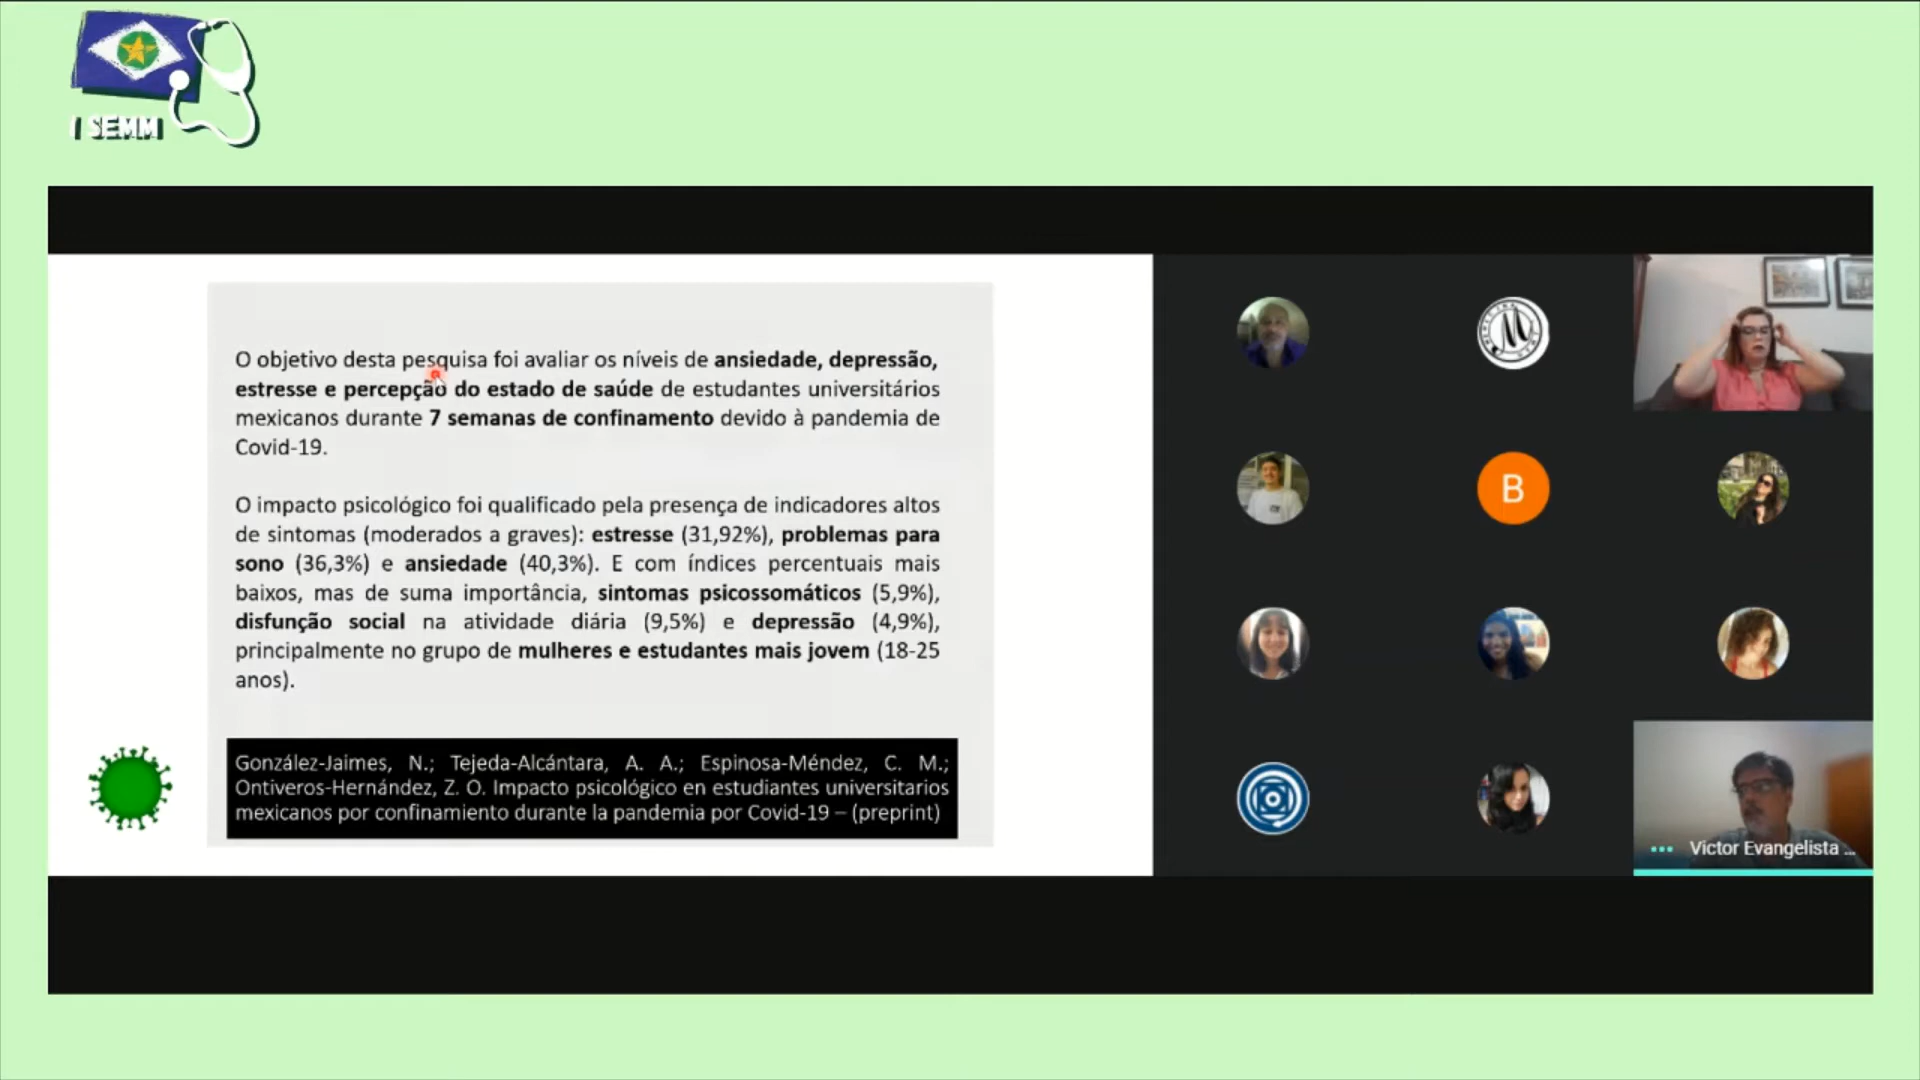 I SEMM
O objetivo desta pesquisa foi avaliar os níveis de ansiedade, depressão,
estresse e percepção do estado de saúde de estudantes universitários
mexicanos durante 7 semanas de confinamento devido à pandemia de
Covid-19.
O impacto psicológico foi qualificado pela presença de indicadores altos
de sintomas (moderados a graves): estresse (31,92%), problemas para
sono (36,3%) e ansiedade (40,3%). E com índices percentuais mais
baixos, mas de suma importância, sintomas psicossomáticos (5,9%),
disfunção social na atividade diária (9,5%) e depressão (4,9%),
principalmente no grupo de mulheres e estudantes mais jovem (18-25
anos).
González-Jaimes, N.; Tejeda-Alcántara, A. A.; Espinosa-Méndez, C. M.;
Ontiveros-Hernández, Z. O. Impacto psicológico en estudiantes universitarios
mexicanos por confinamiento durante la pandemia por Covid-19 – (preprint)
M
B
Victor Evangelista ...